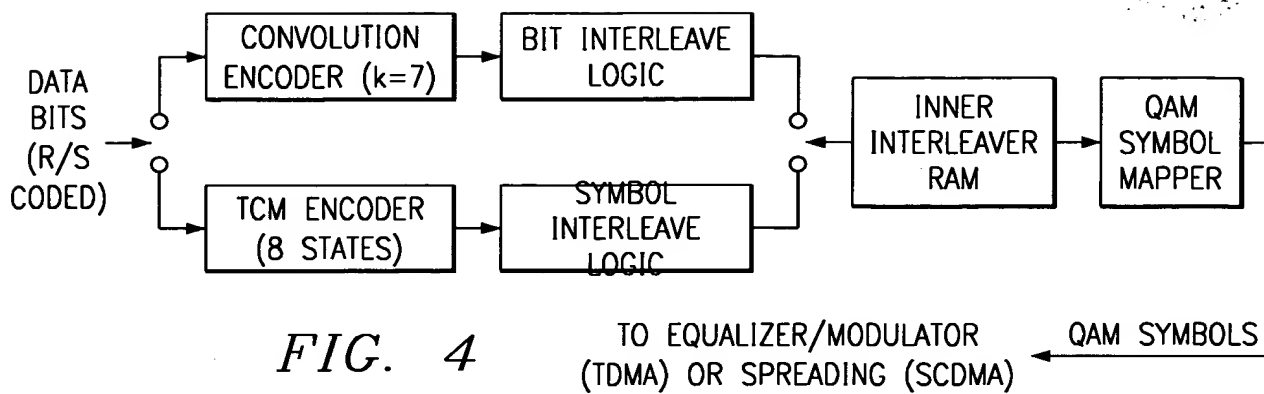 DATA
BITS
(R/S
CODED)
CONVOLUTION
ENCODER (k=7)
BIT INTERLEAVE
LOGIC
TCM ENCODER
(8 STATES)
SYMBOL
INTERLEAVE
LOGIC
INNER
INTERLEAVER
RAM
QAM
SYMBOL
MAPPER
FIG. 4
TO EQUALIZER/MODULATOR
(TDMA) OR SPREADING (SCDMA)
QAM SYMBOLS